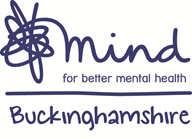 mind
for better mental health
Buckinghamshire